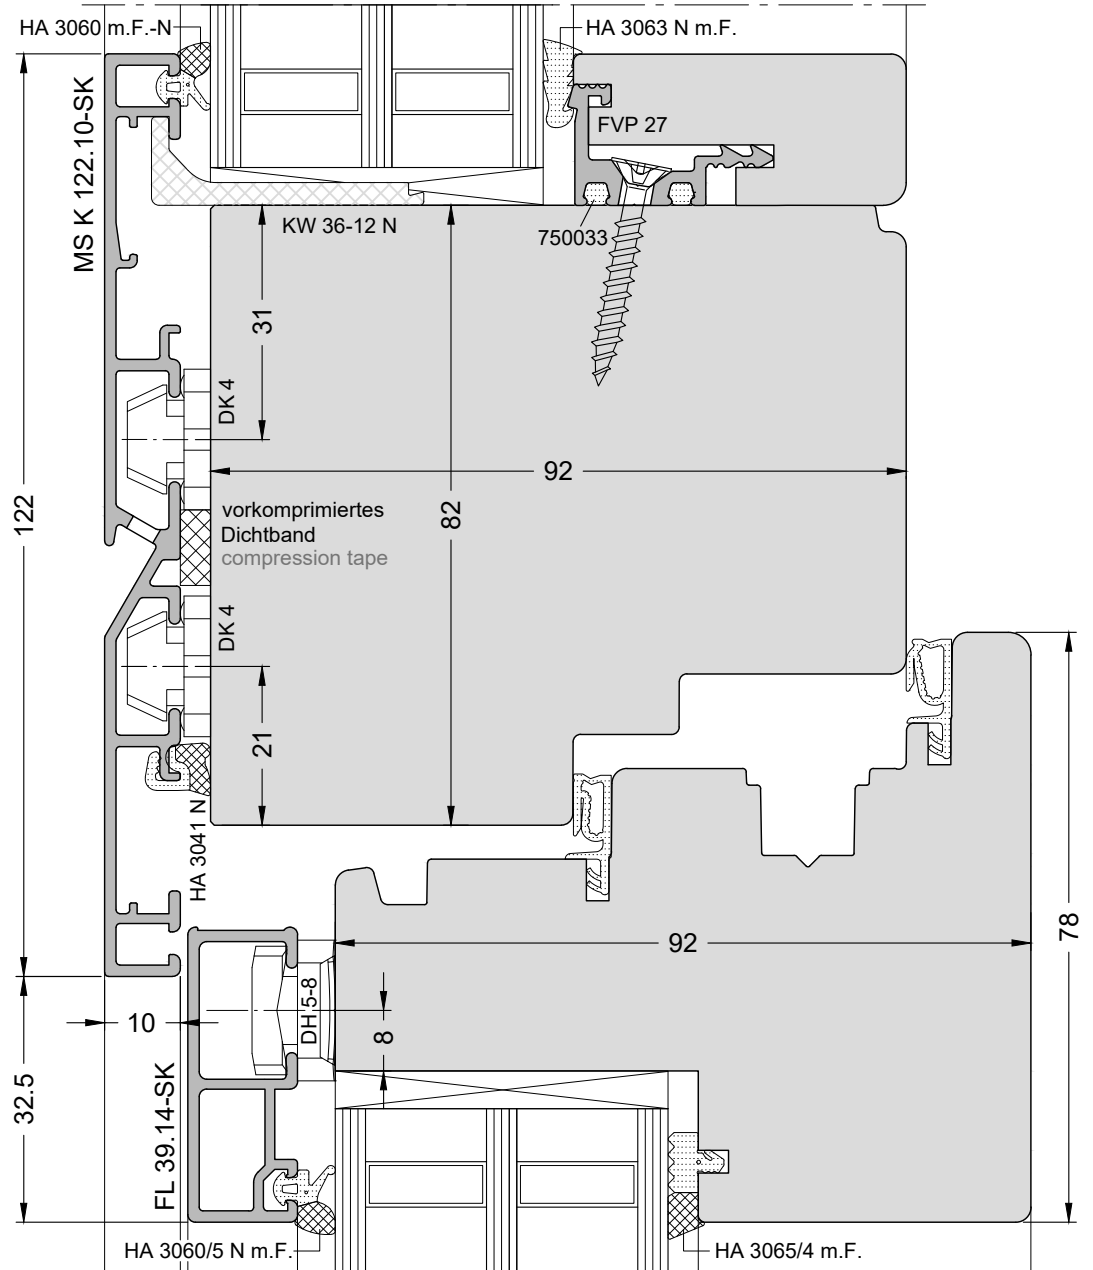 HA 3060 m.F.-N
HA 3063 N m.F.
MS K 122.10-SK
FVP 27
KW 36-12 N
750033
31
DK 4
92
122
82
vorkomprimiertes
Dichtband
compression tape
DK 4
21
HA 3041 N
78
92
DH 5-8
10
8
32.5
FL 39.14-SK
HA 3060/5 N m.F.
HA 3065/4 m.F.